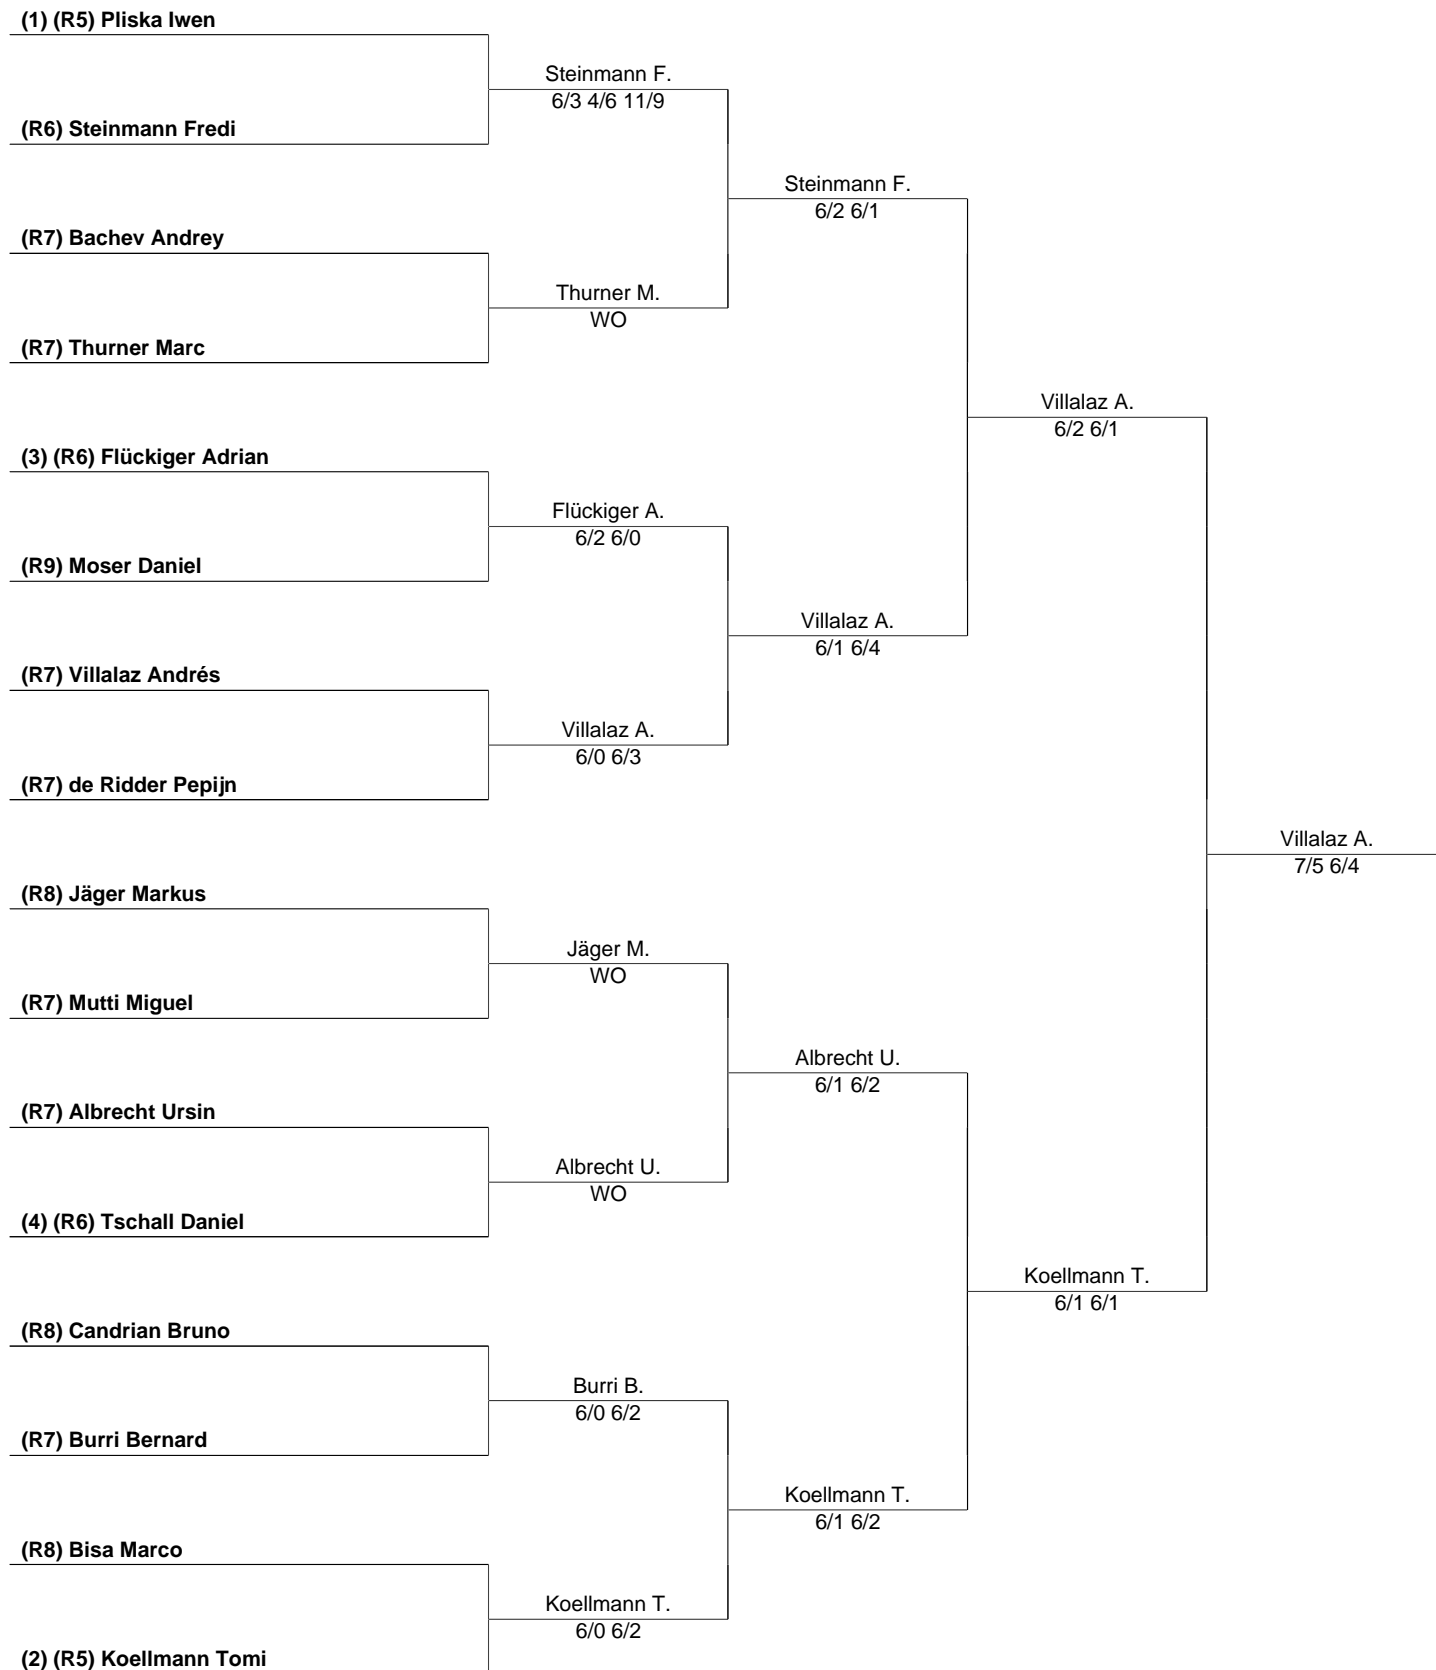 (1) (R5) Pliska Iwen
Steinmann F.
6/3 4/6 11/9
(R6) Steinmann Fredi
Steinmann F.
6/2 6/1
(R7) Bachev Andrey
Thurner M.
WO
(R7) Thurner Marc
Villalaz A.
6/2 6/1
(3) (R6) Flückiger Adrian
Flückiger A.
6/2 6/0
(R9) Moser Daniel
Villalaz A.
6/1 6/4
(R7) Villalaz Andrés
Villalaz A.
6/0 6/3
(R7) de Ridder Pepijn
Villalaz A.
7/5 6/4
(R8) Jäger Markus
Jäger M.
WO
(R7) Mutti Miguel
Albrecht U.
6/1 6/2
(R7) Albrecht Ursin
Albrecht U.
WO
(4) (R6) Tschall Daniel
Koellmann T.
6/1 6/1
(R8) Candrian Bruno
Burri B.
6/0 6/2
(R7) Burri Bernard
Koellmann T.
6/1 6/2
(R8) Bisa Marco
Koellmann T.
6/0 6/2
(2) (R5) Koellmann Tomi